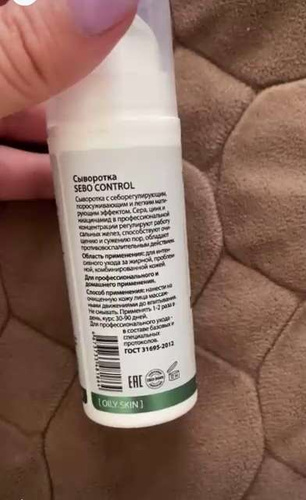 Сыворотка
SEBO CONTROL
Сыворотка с себорегулирующим,
поросуживающим и легким мати-
рующим эффектом. Сера, цинк и
ниацинамид в профессиональной
концентрации регулируют работу
сальных желез, способствуют очи-
щению и сужению пор, обладают
противовоспалительным действием.
Область применения: для интен-
сивного ухода за жирной, проблем-
ной, комбинированной кожей.
Для профессионального и
домашнего применения.
Способ применения: нанести на
очищенную кожу лица массаж-
ными движениями до впитывания.
Не смывать. Применять 1-2 раза в
день, курс 30-90 дней.
Для профессионального ухода -
в составе базовых и
специальных
протоколов.
ГОСТ 31695-2012
EAC
[ OILY SKIN ]